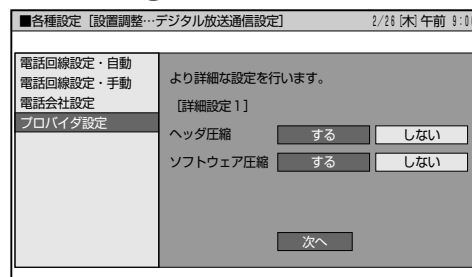 ■各種設定［設置調整…デジタル放送通信設定］ 2/26［木］午前 9:0
電話回線設定・自動
電話回線設定・手動
電話会社設定
プロバイダ設定
より詳細な設定を行います。
［詳細設定１］
ヘッダ圧縮 する しない
ソフトウェア圧縮 する しない
次へ